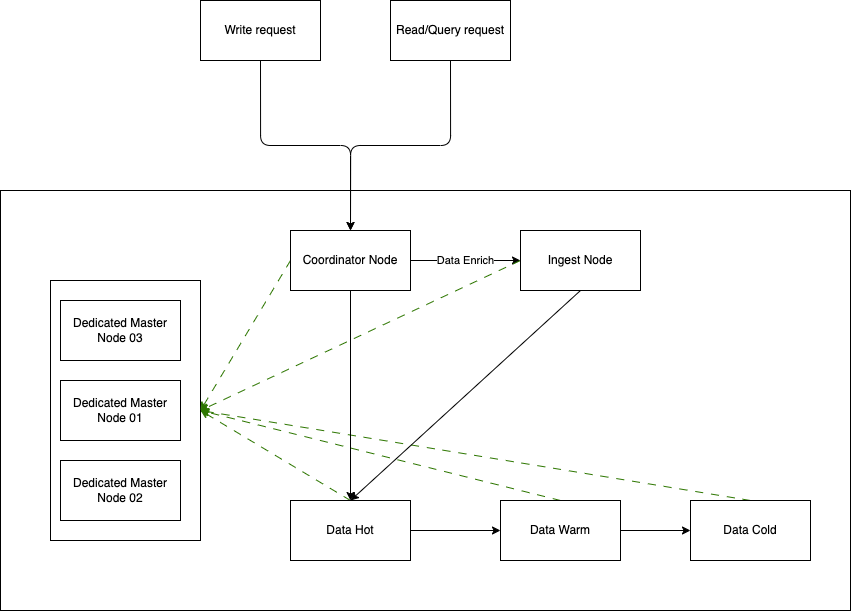 Write request
Read/Query request
Coordinator Node
Data Enrich
Ingest Node
Dedicated Master
Node 03
Dedicated Master
Node 01
Dedicated Master
Node 02
Data Hot
Data Warm
Data Cold